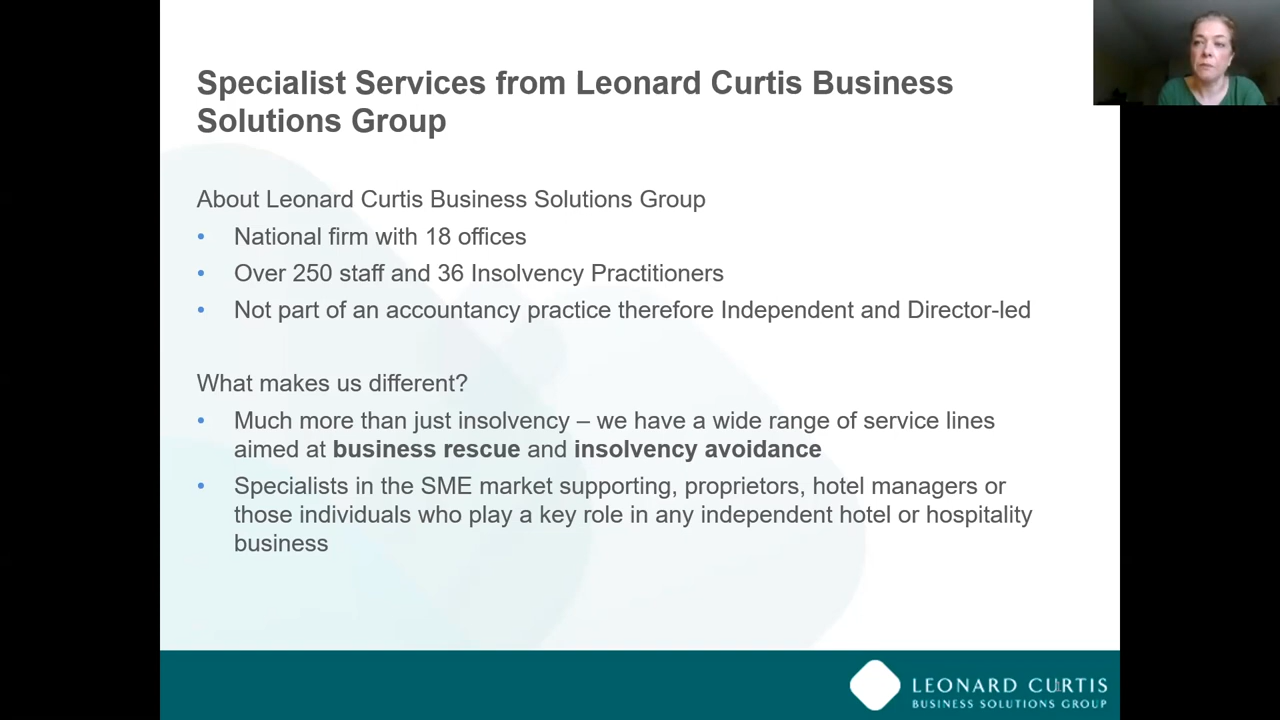 Specialist Services from Leonard Curtis Business
Solutions Group
About Leonard Curtis Business Solutions Group
• National firm with 18 offices
• Over 250 staff and 36 Insolvency Practitioners
• Not part of an accountancy practice therefore Independent and Director-led
What makes us different?
• Much more than just insolvency – we have a wide range of service lines
aimed at business rescue and insolvency avoidance
• Specialists in the SME market supporting, proprietors, hotel managers or
those individuals who play a key role in any independent hotel or hospitality
business
LEONARD CURTIS
BUSINESS SOLUTIONS GROUP